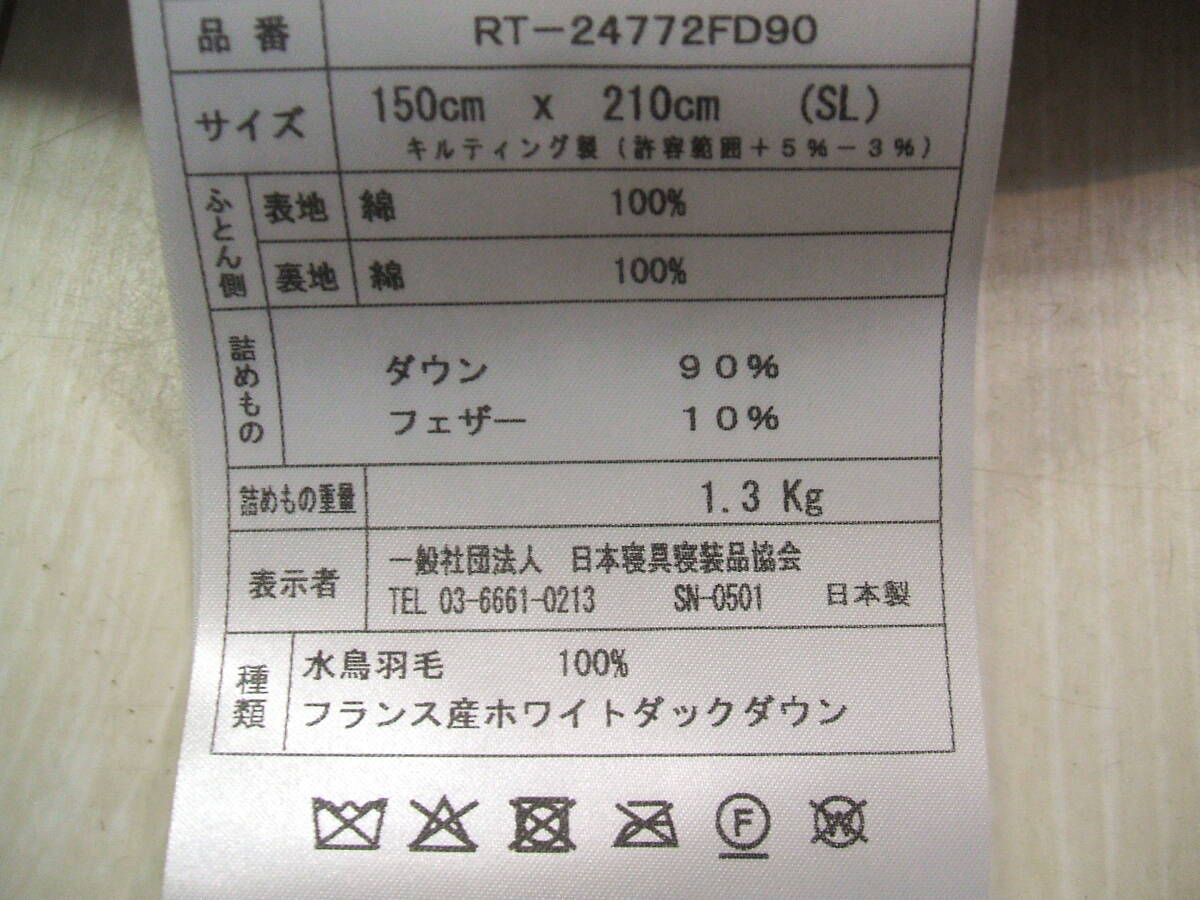 品番 RT-24772FD90
サイズ 150cm x 210cm (SL)
キルティング製(許容範囲+5%-3%)
ふとん側 表地 綿 100%
裏地 綿 100%
詰めもの ダウン 90%
フェザー 10%
詰めもの重量 1.3 Kg
表示者 一般社団法人 日本寝具寝装品協会
TEL 03-6661-0213 SN-0501 日本製
種類 水鳥羽毛 100%
フランス産ホワイトダックダウン
F W